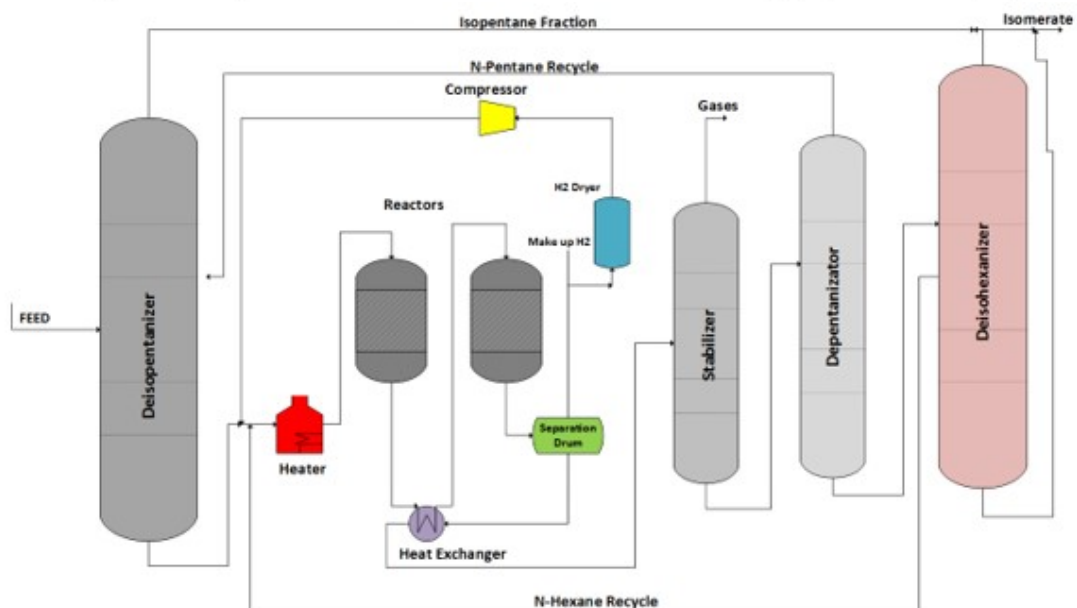 Isopentane Fraction
Isomerate
N-Pentane Recycle
Compressor
Gases
H2 Dryer
Reactors
Make up H2
FEED
Deisopentanizer
Stabilizer
Depentanizator
Deisohexanizer
Separation
Drum
Heater
Heat Exchanger
N-Hexane Recycle